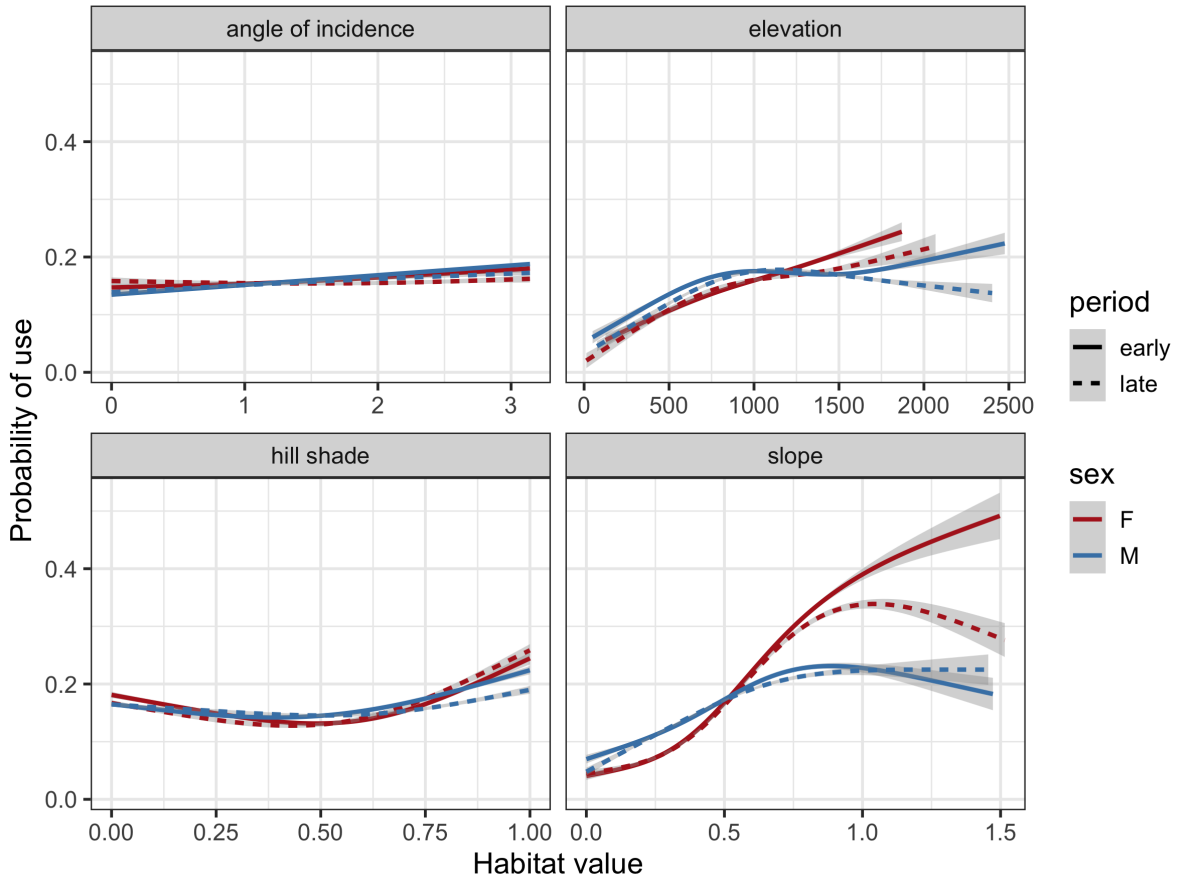 angle of incidence
elevation
0.4
0.2
0.0
0 1 2 3
0 500 1000 1500 2000 2500
hill shade
slope
0.4
0.2
0.0
0.00 0.25 0.50 0.75 1.00
0.0 0.5 1.0 1.5
Probability of use
Habitat value
period
early
late
sex
F
M